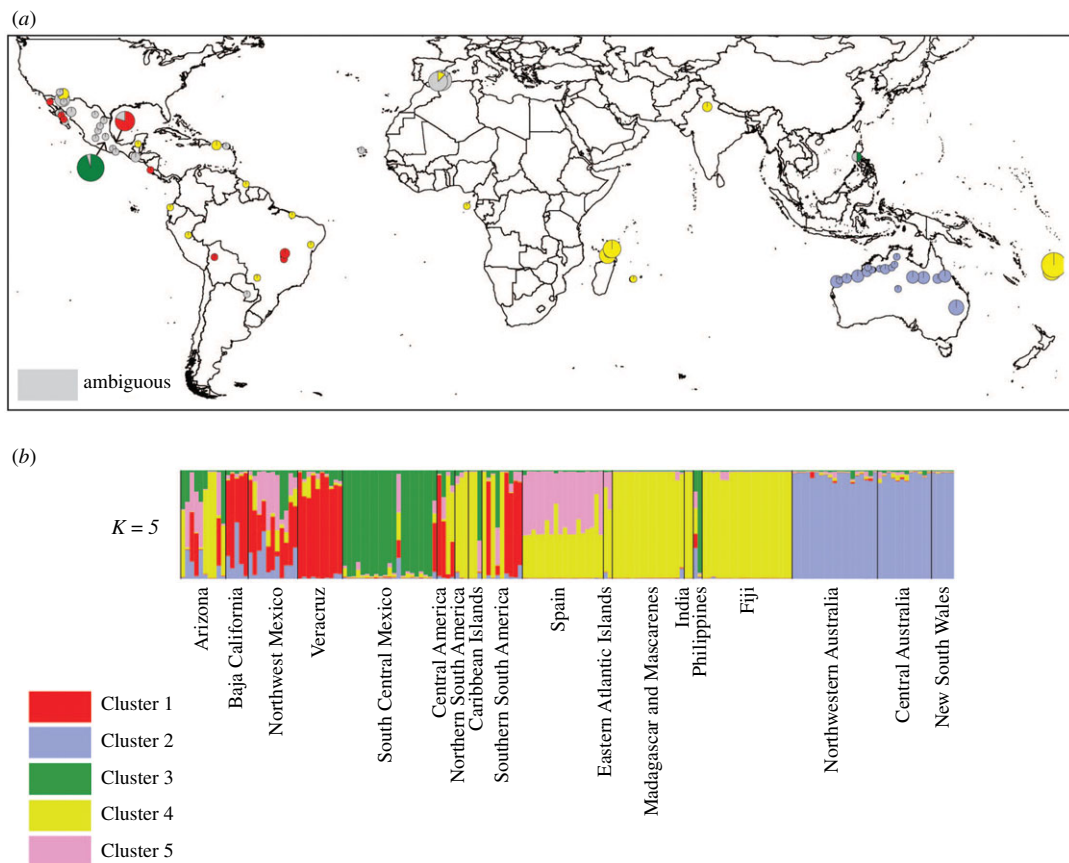 (a)
ambiguous
(b)
K = 5
Arizona
Baja California
Northwest Mexico
Veracruz
South Central Mexico
Central America
Northern South America
Caribbean Islands
Southern South America
Spain
Eastern Atlantic Islands
Madagascar and Mascarenes
India
Philippines
Fiji
Northwestern Australia
Central Australia
New South Wales
Cluster 1
Cluster 2
Cluster 3
Cluster 4
Cluster 5